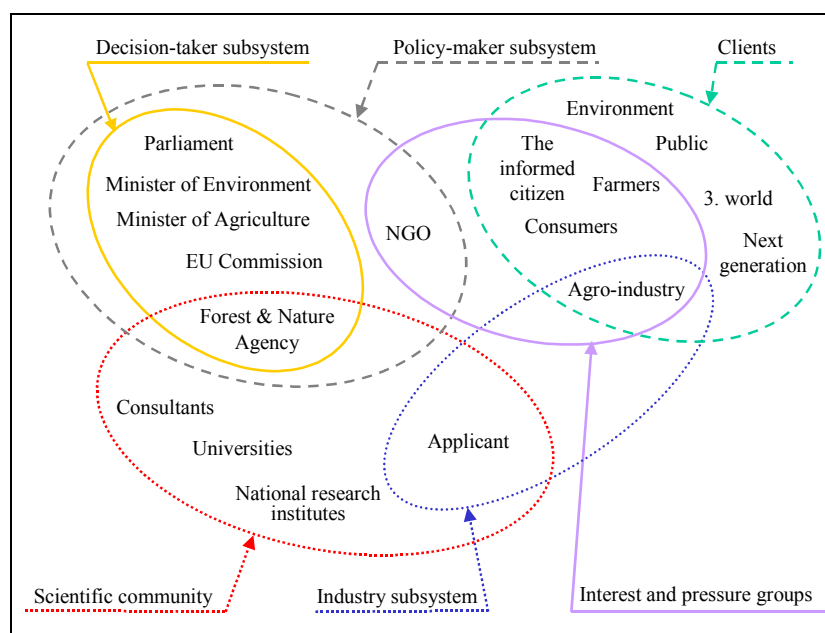 Decision-taker subsystem
Policy-maker subsystem
Clients
Environment
Parliament
The
informed
citizen
Public
Minister of Environment
Farmers
3. world
Minister of Agriculture
Consumers
NGO
Next
generation
EU Commission
Agro-industry
Forest & Nature
Agency
Consultants
Universities
Applicant
National research
institutes
Scientific community
Industry subsystem
Interest and pressure groups